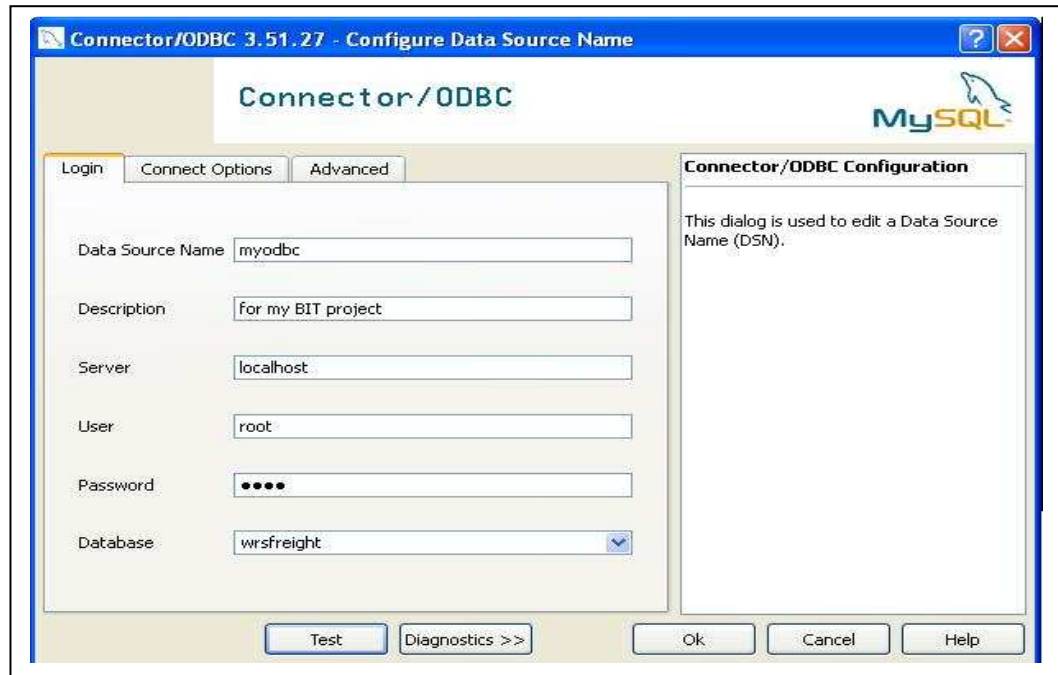 Connector/ODBC 3.51.27 - Configure Data Source Name
Connector/ODBC
MySQL
Login Connect Options Advanced
Data Source Name myodbc
Description for my BIT project
Server localhost
User root
Password ●●●●
Database wrsfreight
Connector/ODBC Configuration
This dialog is used to edit a Data Source
Name (DSN).
Test Diagnostics >> Ok Cancel Help